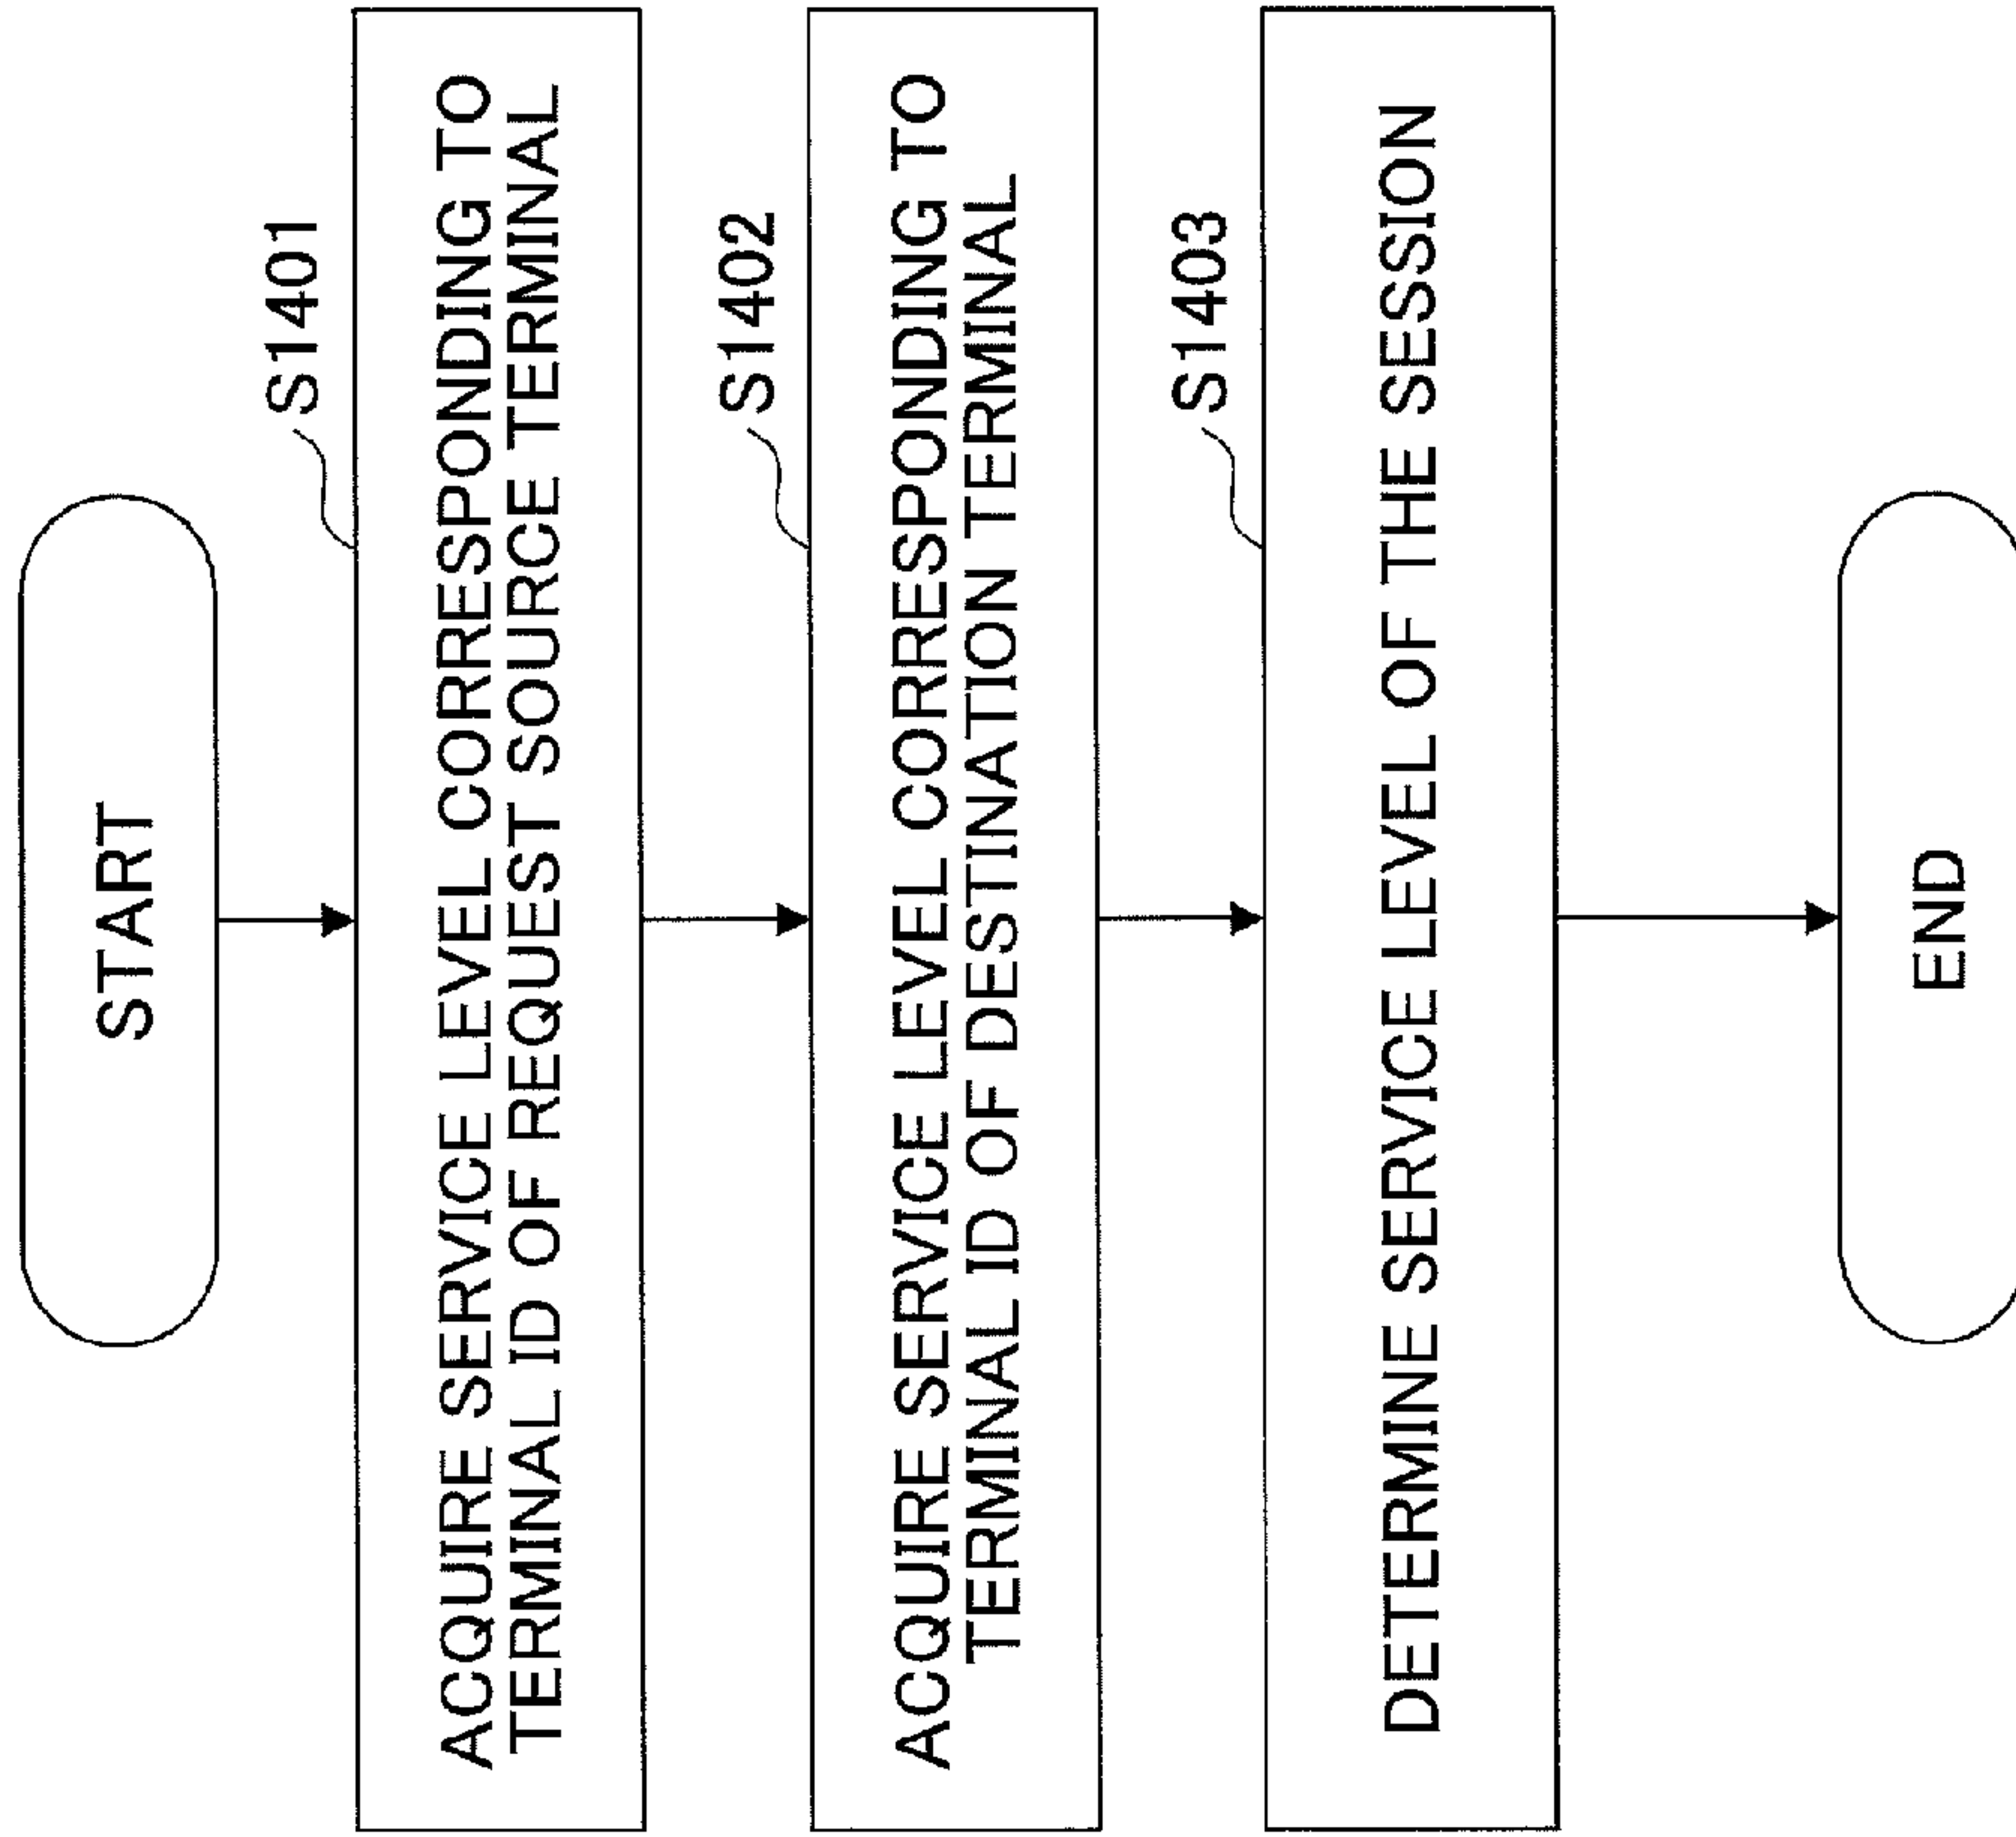 START
S1401
ACQUIRE SERVICE LEVEL CORRESPONDING TO
TERMINAL ID OF REQUEST SOURCE TERMINAL
S1402
ACQUIRE SERVICE LEVEL CORRESPONDING TO
TERMINAL ID OF DESTINATION TERMINAL
S1403
DETERMINE SERVICE LEVEL OF THE SESSION
END